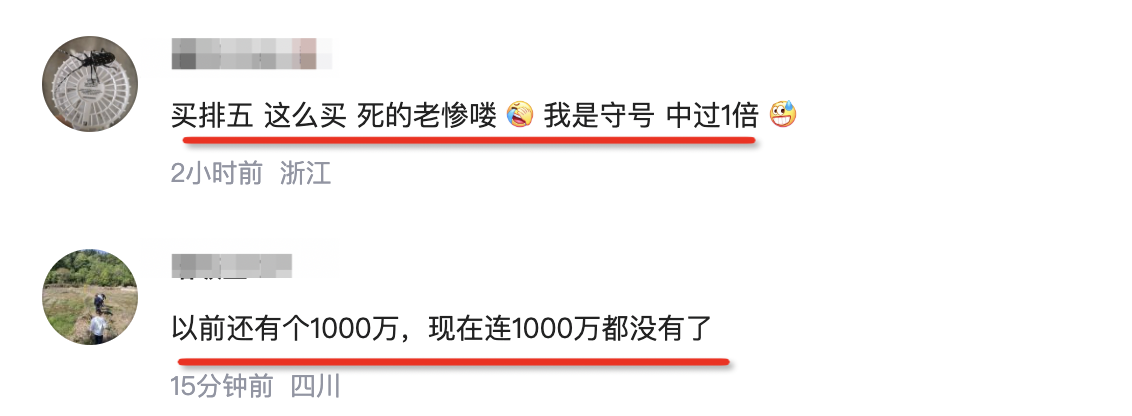 买排五 这么买 死的老惨喽 🤣 我是守号 中过1倍 😅
2小时前 浙江
以前还有个1000万，现在连1000万都没有了
15分钟前 四川